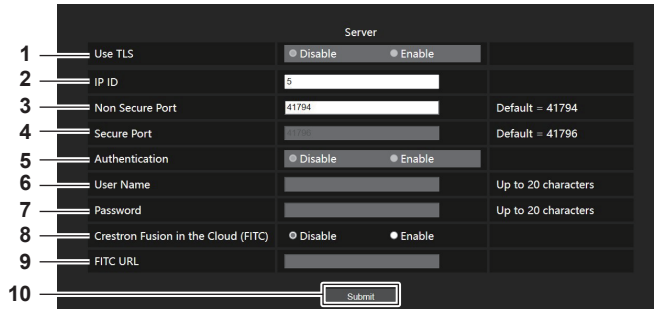 Server
1 Use TLS Disable Enable
2 IP ID 5
3 Non Secure Port 41794 Default = 41794
4 Secure Port 41796 Default = 41796
5 Authentication Disable Enable
6 User Name Up to 20 characters
7 Password Up to 20 characters
8 Crestron Fusion in the Cloud (FITC) Disable Enable
9 FITC URL
10 Submit